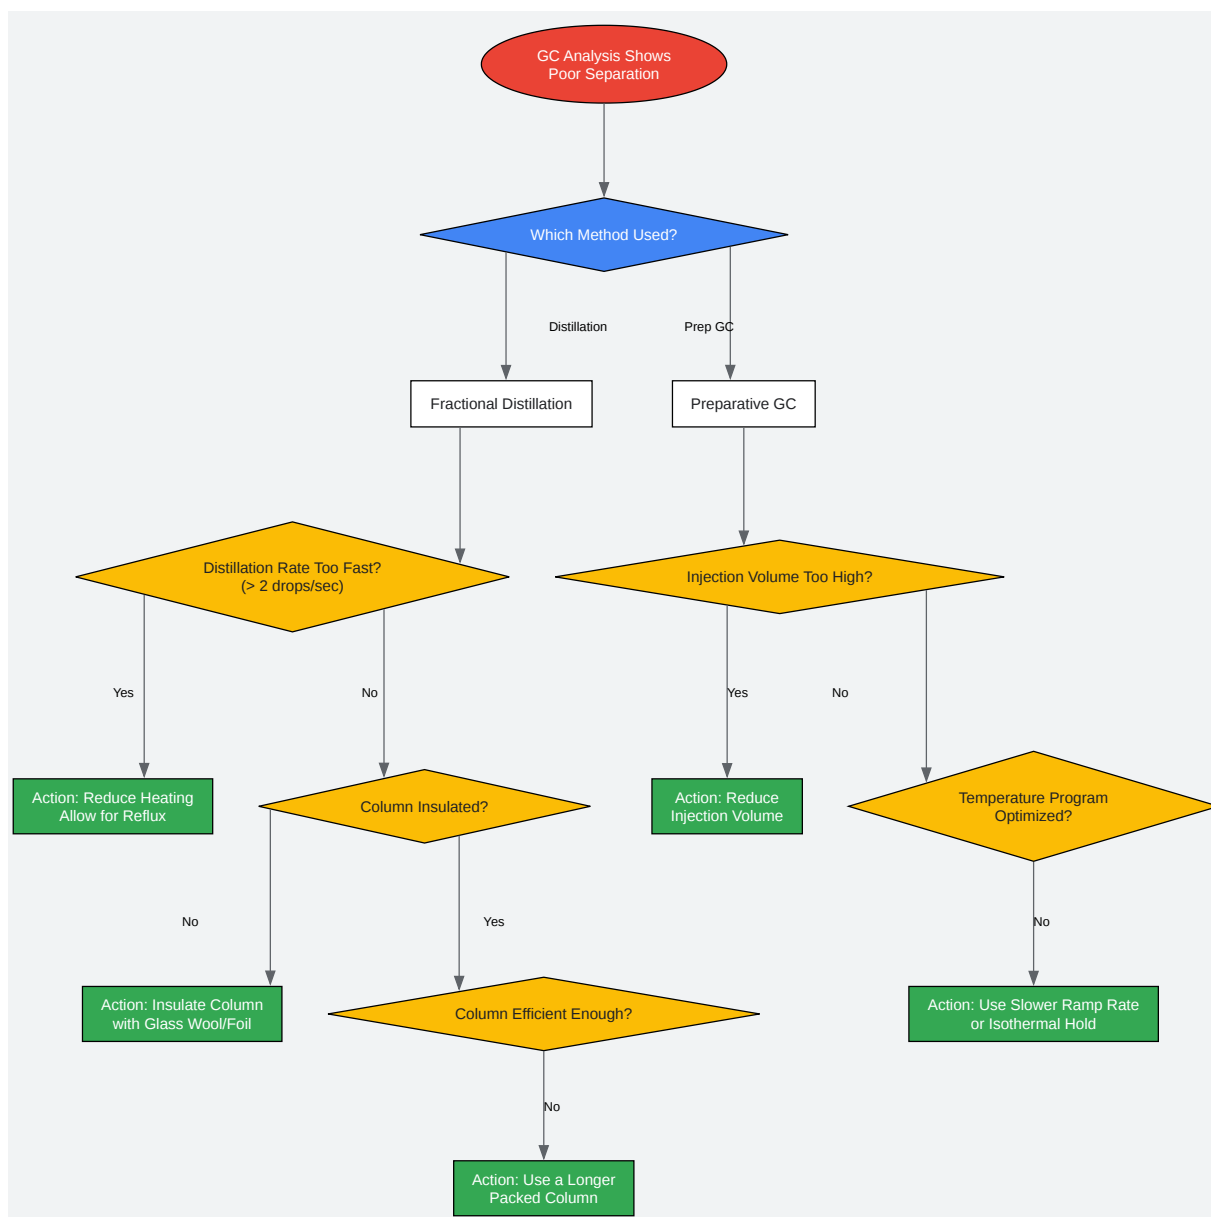 GC Analysis Shows
Poor Separation
Which Method Used?
Distillation
Prep GC
Fractional Distillation
Preparative GC
Distillation Rate Too Fast?
(> 2 drops/sec)
Injection Volume Too High?
Yes
No
Yes
No
Action: Reduce Heating
Allow for Reflux
Column Insulated?
Action: Reduce
Injection Volume
Temperature Program
Optimized?
No
Yes
No
Action: Insulate Column
with Glass Wool/Foil
Column Efficient Enough?
Action: Use Slower Ramp Rate
or Isothermal Hold
No
Action: Use a Longer
Packed Column